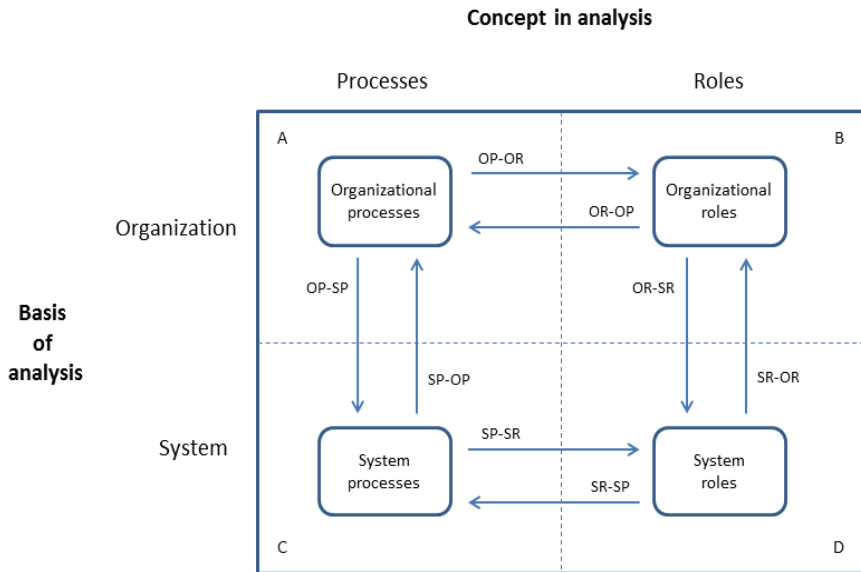 Concept in analysis
Processes
Roles
A
B
OP-OR
Organizational
processes
Organizational
roles
OR-OP
Organization
OP-SP
OR-SR
Basis
of
analysis
SP-OP
SR-OR
SP-SR
System
System
processes
System
roles
SR-SP
C
D